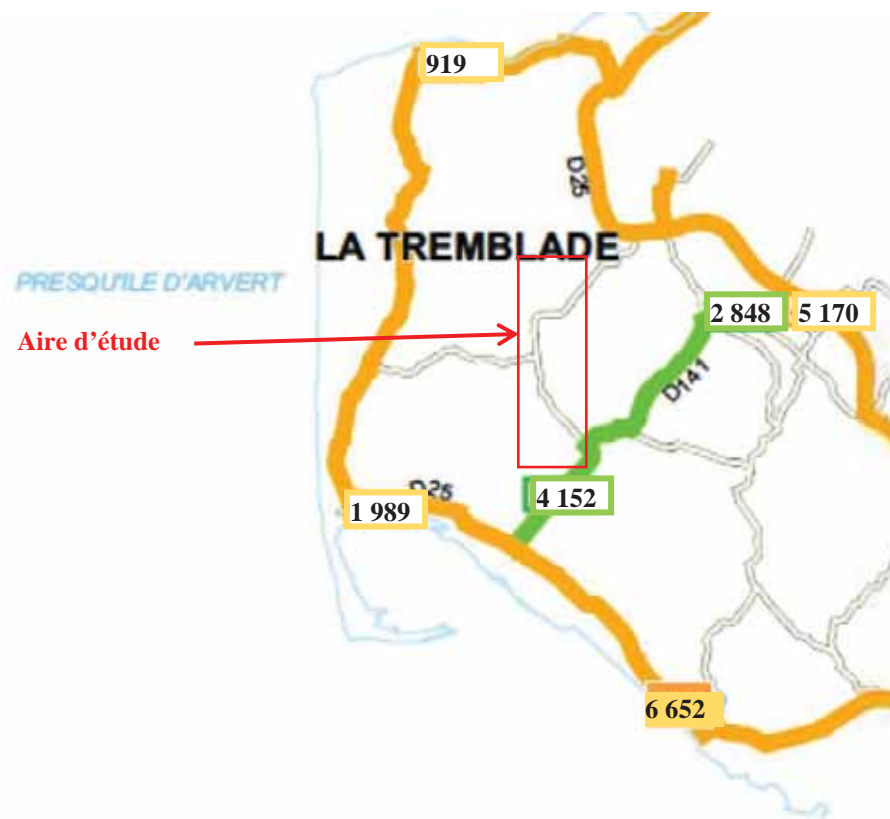 919
D25
LA TREMBLADE
PRESQU'ILE D'ARVERT
2 848
5 170
Aire d'étude
D141
D25
4 152
1 989
6 652